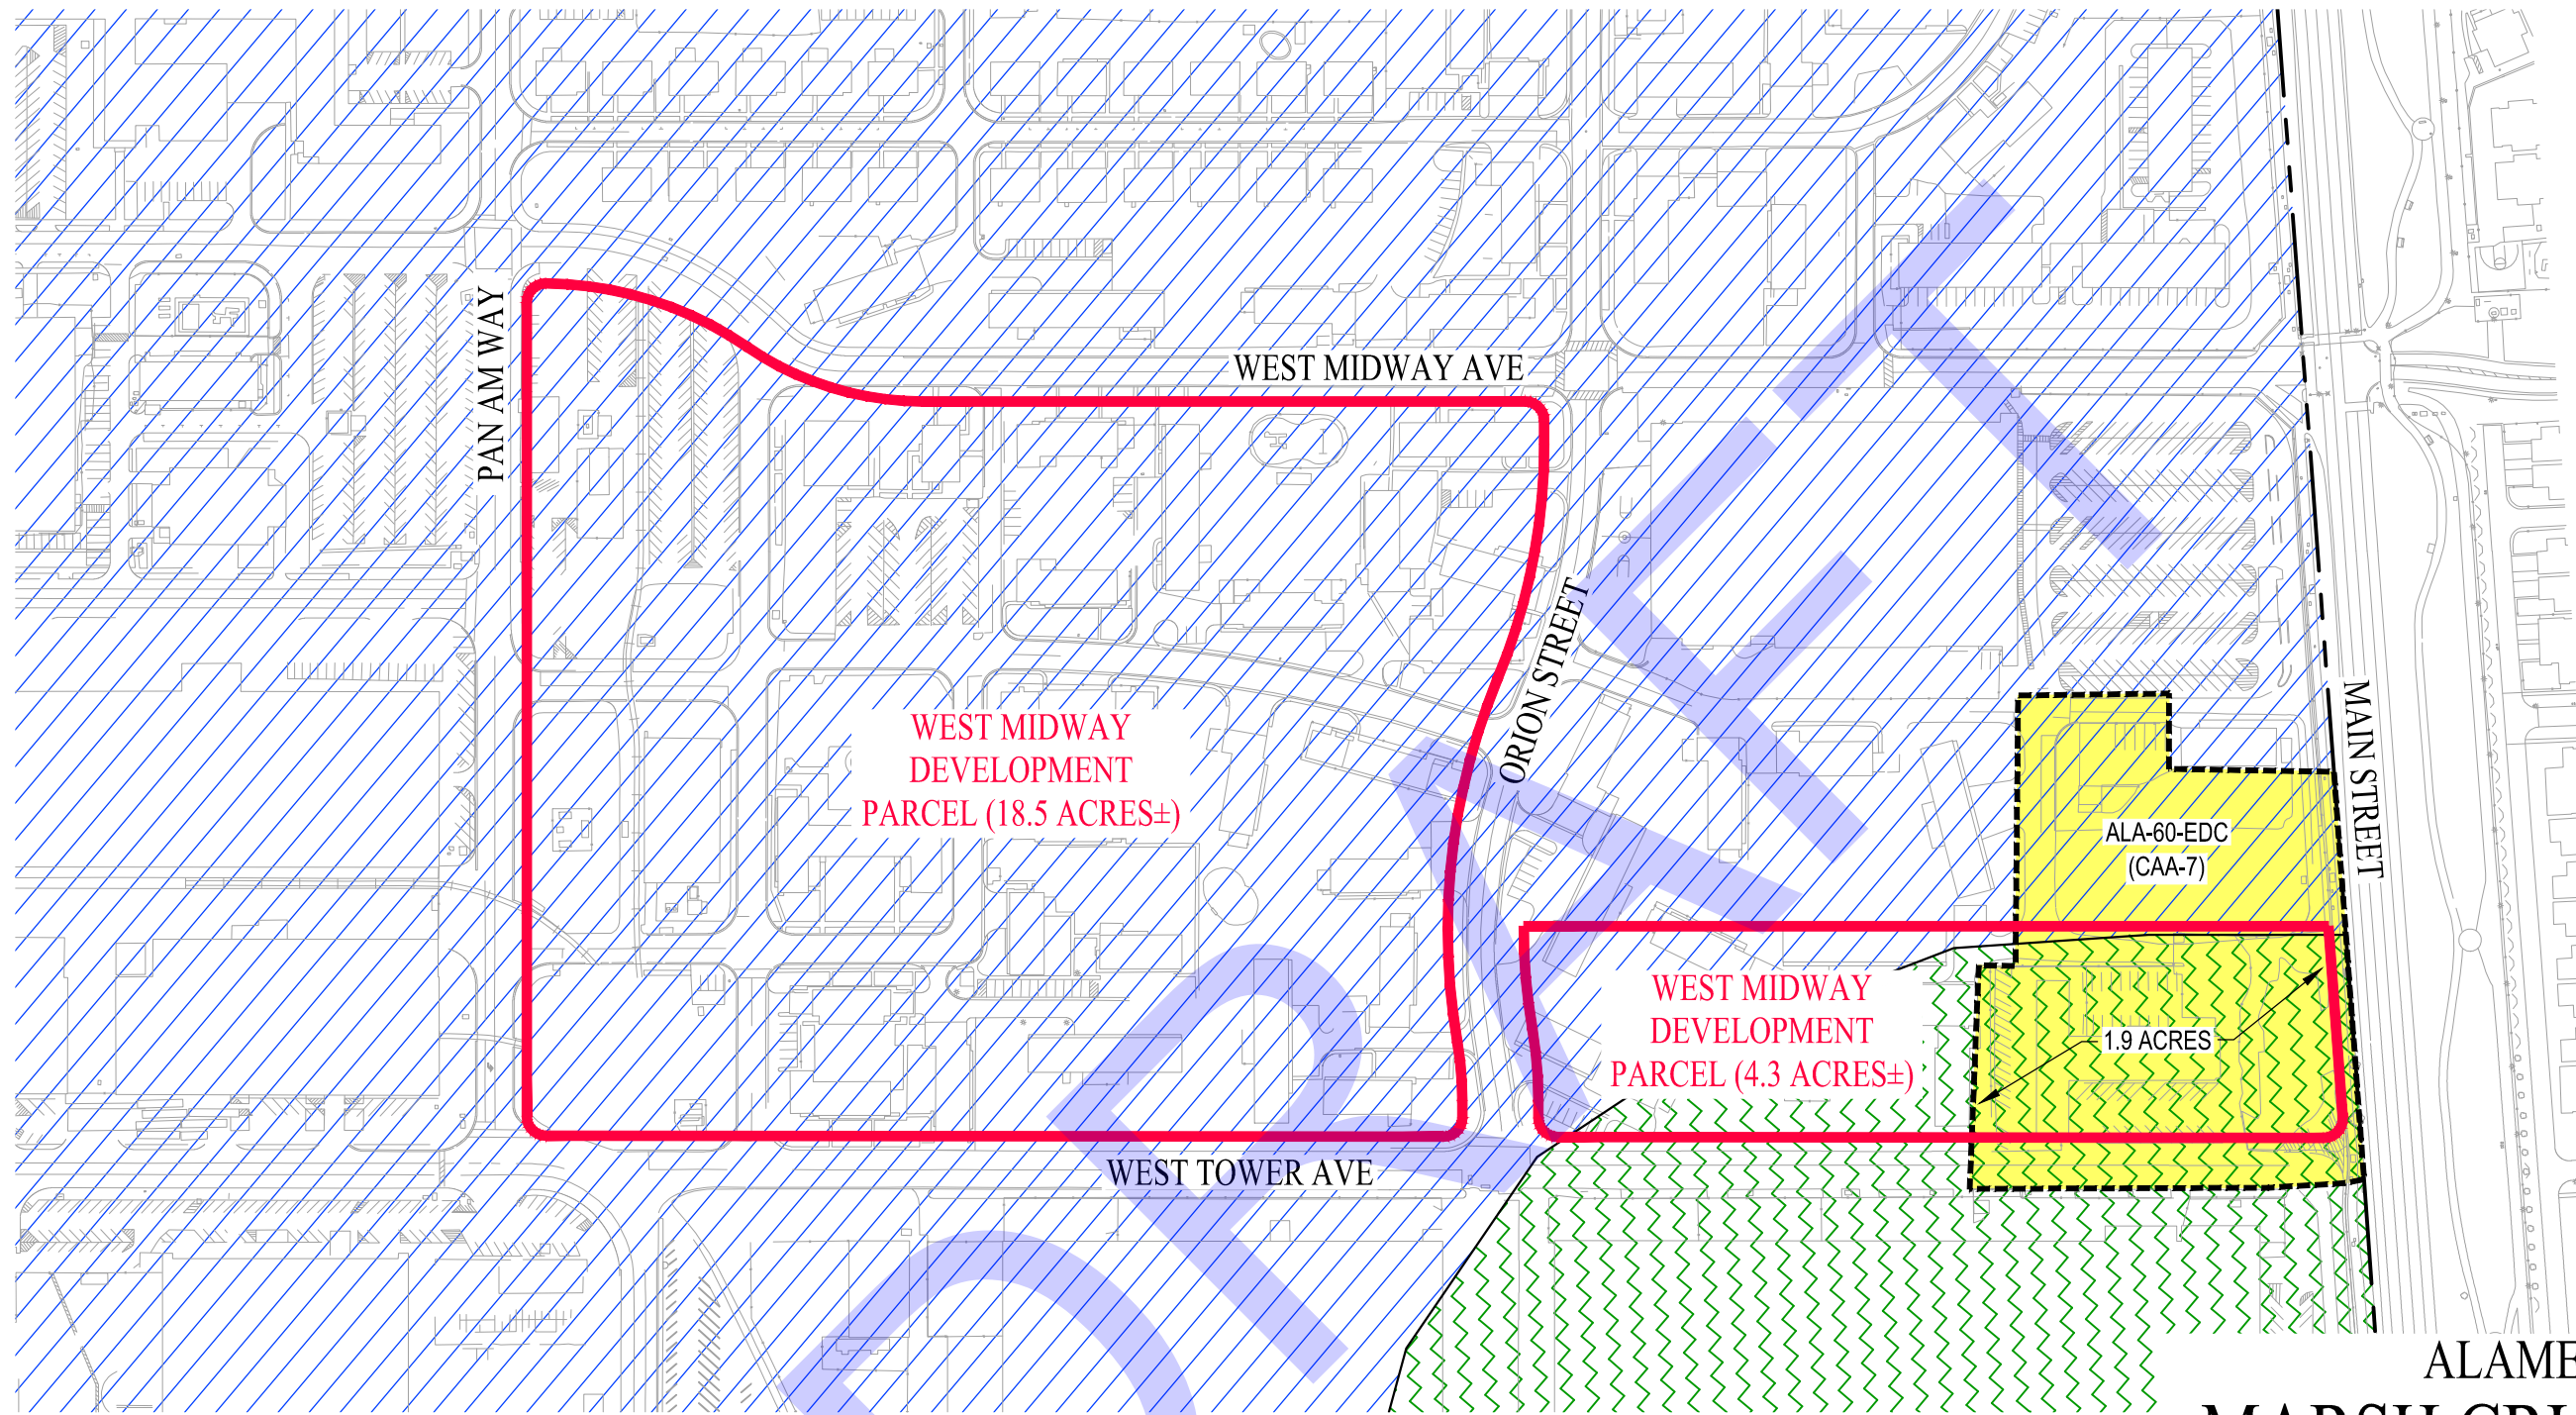 PAN AM WAY
WEST MIDWAY AVE
ORION STREET
WEST MIDWAY
DEVELOPMENT
PARCEL (18.5 ACRES±)
MAIN STREET
ALA-60-EDC
(CAA-7)
WEST MIDWAY
DEVELOPMENT
PARCEL (4.3 ACRES±)
1.9 ACRES
WEST TOWER AVE
DRAFT
ALAME